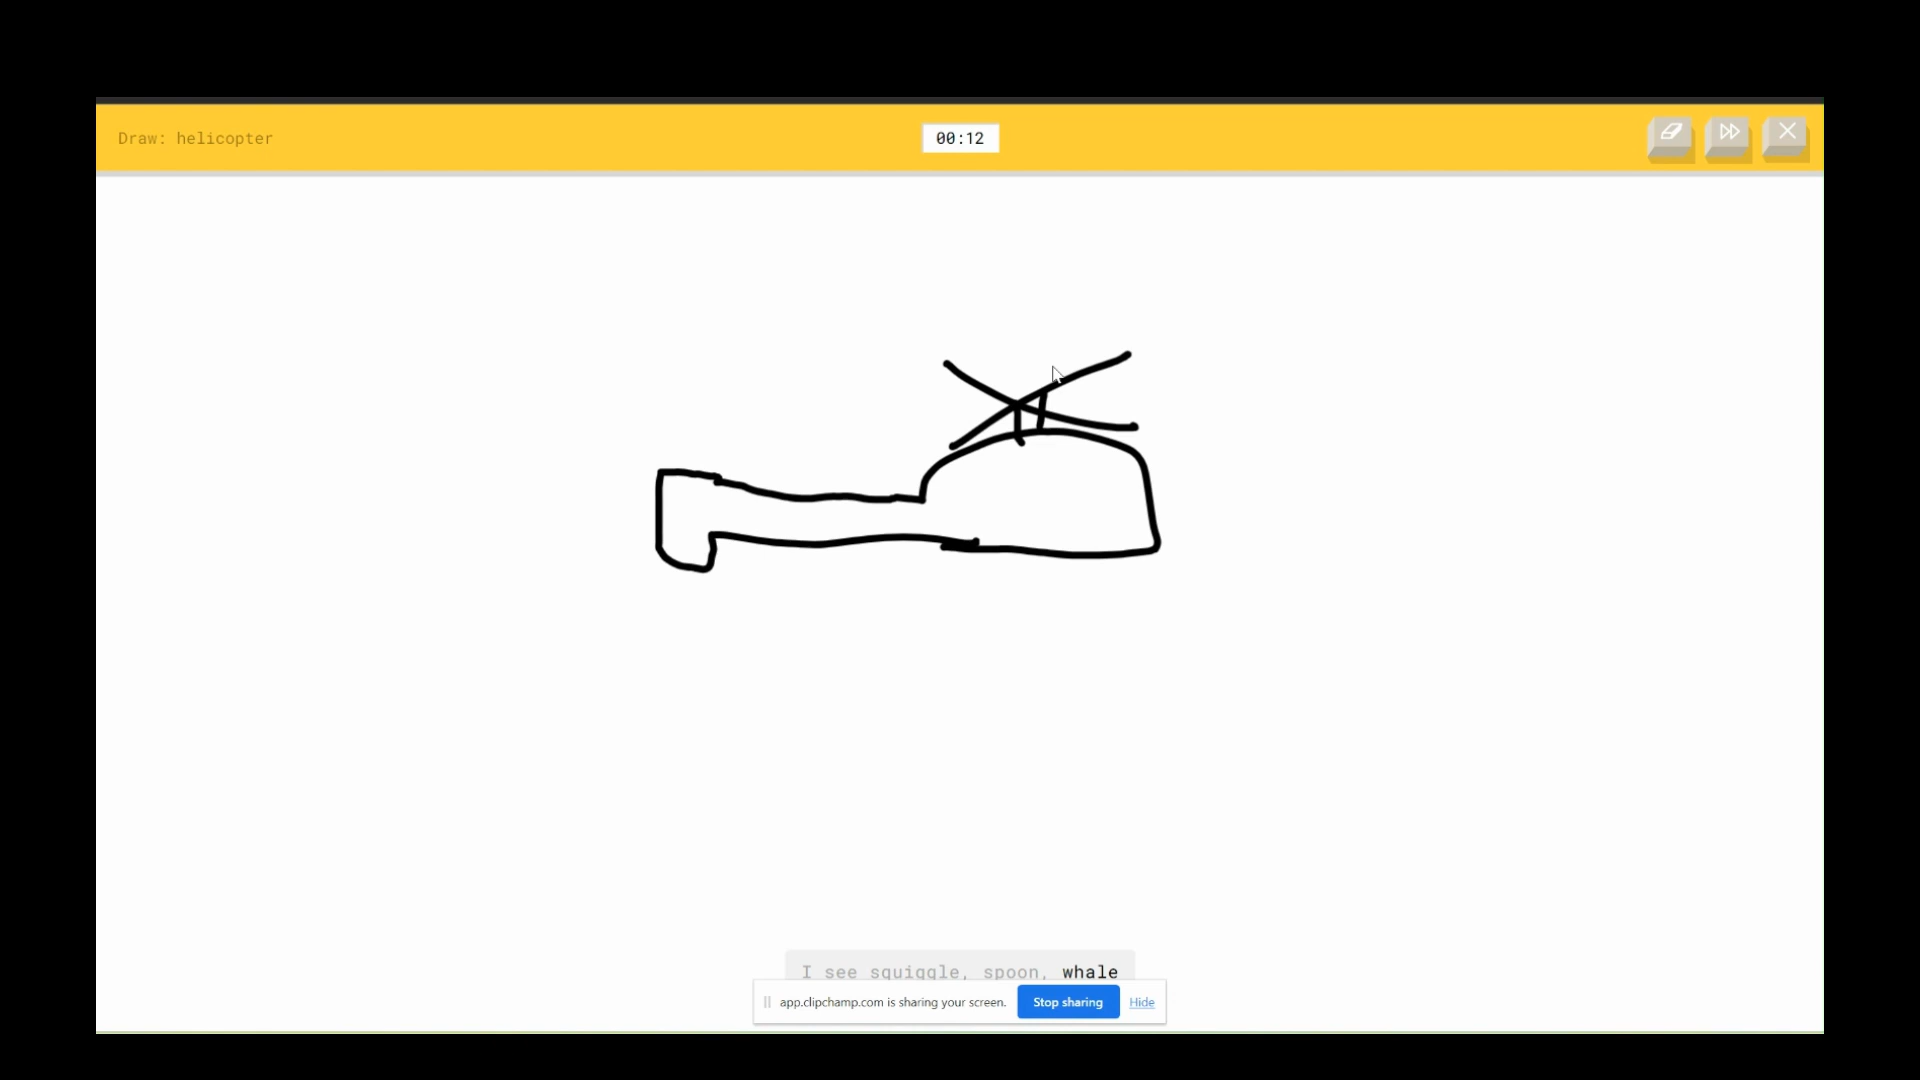 Draw: helicopter
00:12
I see squiggle, spoon, whale
app.clipchamp.com is sharing your screen.
Stop sharing
Hide